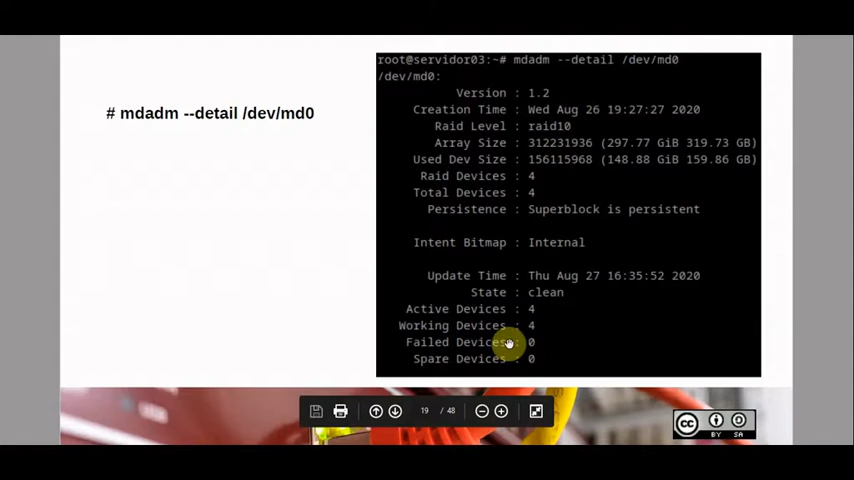 # mdadm --detail /dev/md0
root@servidor03:~# mdadm --detail /dev/md0
/dev/md0:
Version : 1.2
Creation Time : Wed Aug 26 19:27:27 2020
Raid Level : raid10
Array Size : 312231936 (297.77 GiB 319.73 GB)
Used Dev Size : 156115968 (148.88 GiB 159.86 GB)
Raid Devices : 4
Total Devices : 4
Persistence : Superblock is persistent
Intent Bitmap : Internal
Update Time : Thu Aug 27 16:35:52 2020
State : clean
Active Devices : 4
Working Devices : 4
Failed Devices : 0
Spare Devices : 0
19 / 48
cc BY SA